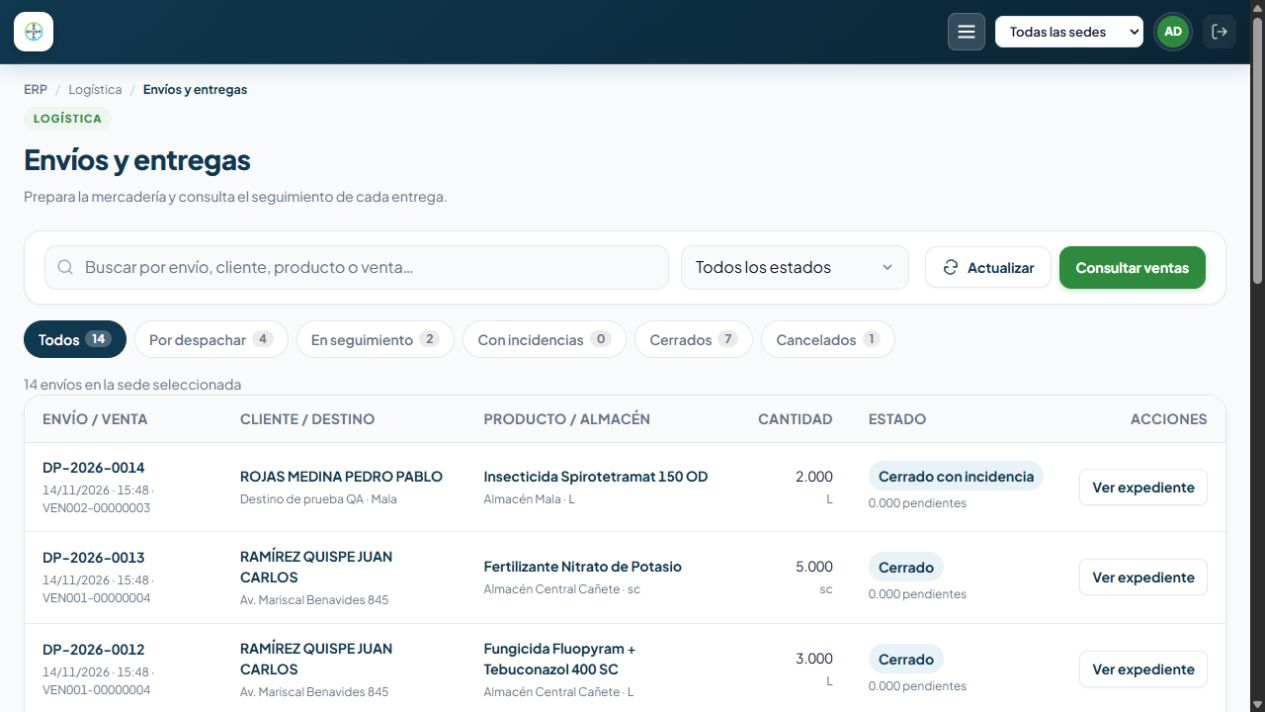 Todas las sedes
AD
ERP / Logística / Envíos y entregas
LOGÍSTICA
Envíos y entregas
Prepara la mercadería y consulta el seguimiento de cada entrega.
Buscar por envío, cliente, producto o venta...
Todos los estados
Actualizar
Consultar ventas
Todos 14
Por despachar 4
En seguimiento 2
Con incidencias 0
Cerrados 7
Cancelados 1
14 envíos en la sede seleccionada
ENVÍO / VENTA CLIENTE / DESTINO PRODUCTO / ALMACÉN CANTIDAD ESTADO ACCIONES
DP-2026-0014
14/11/2026 · 15:48 ·
VEN002-00000003
ROJAS MEDINA PEDRO PABLO
Destino de prueba QA · Mala
Insecticida Spirotetramat 150 OD
Almacén Mala · L
2.000
L
Cerrado con incidencia
0.000 pendientes
Ver expediente
DP-2026-0013
14/11/2026 · 15:48 ·
VEN001-00000004
RAMÍREZ QUISPE JUAN
CARLOS
Av. Mariscal Benavides 845
Fertilizante Nitrato de Potasio
Almacén Central Cañete · sc
5.000
sc
Cerrado
0.000 pendientes
Ver expediente
DP-2026-0012
14/11/2026 · 15:48 ·
VEN001-00000004
RAMÍREZ QUISPE JUAN
CARLOS
Av. Mariscal Benavides 845
Fungicida Fluopyram +
Tebuconazol 400 SC
Almacén Central Cañete · L
3.000
L
Cerrado
0.000 pendientes
Ver expediente